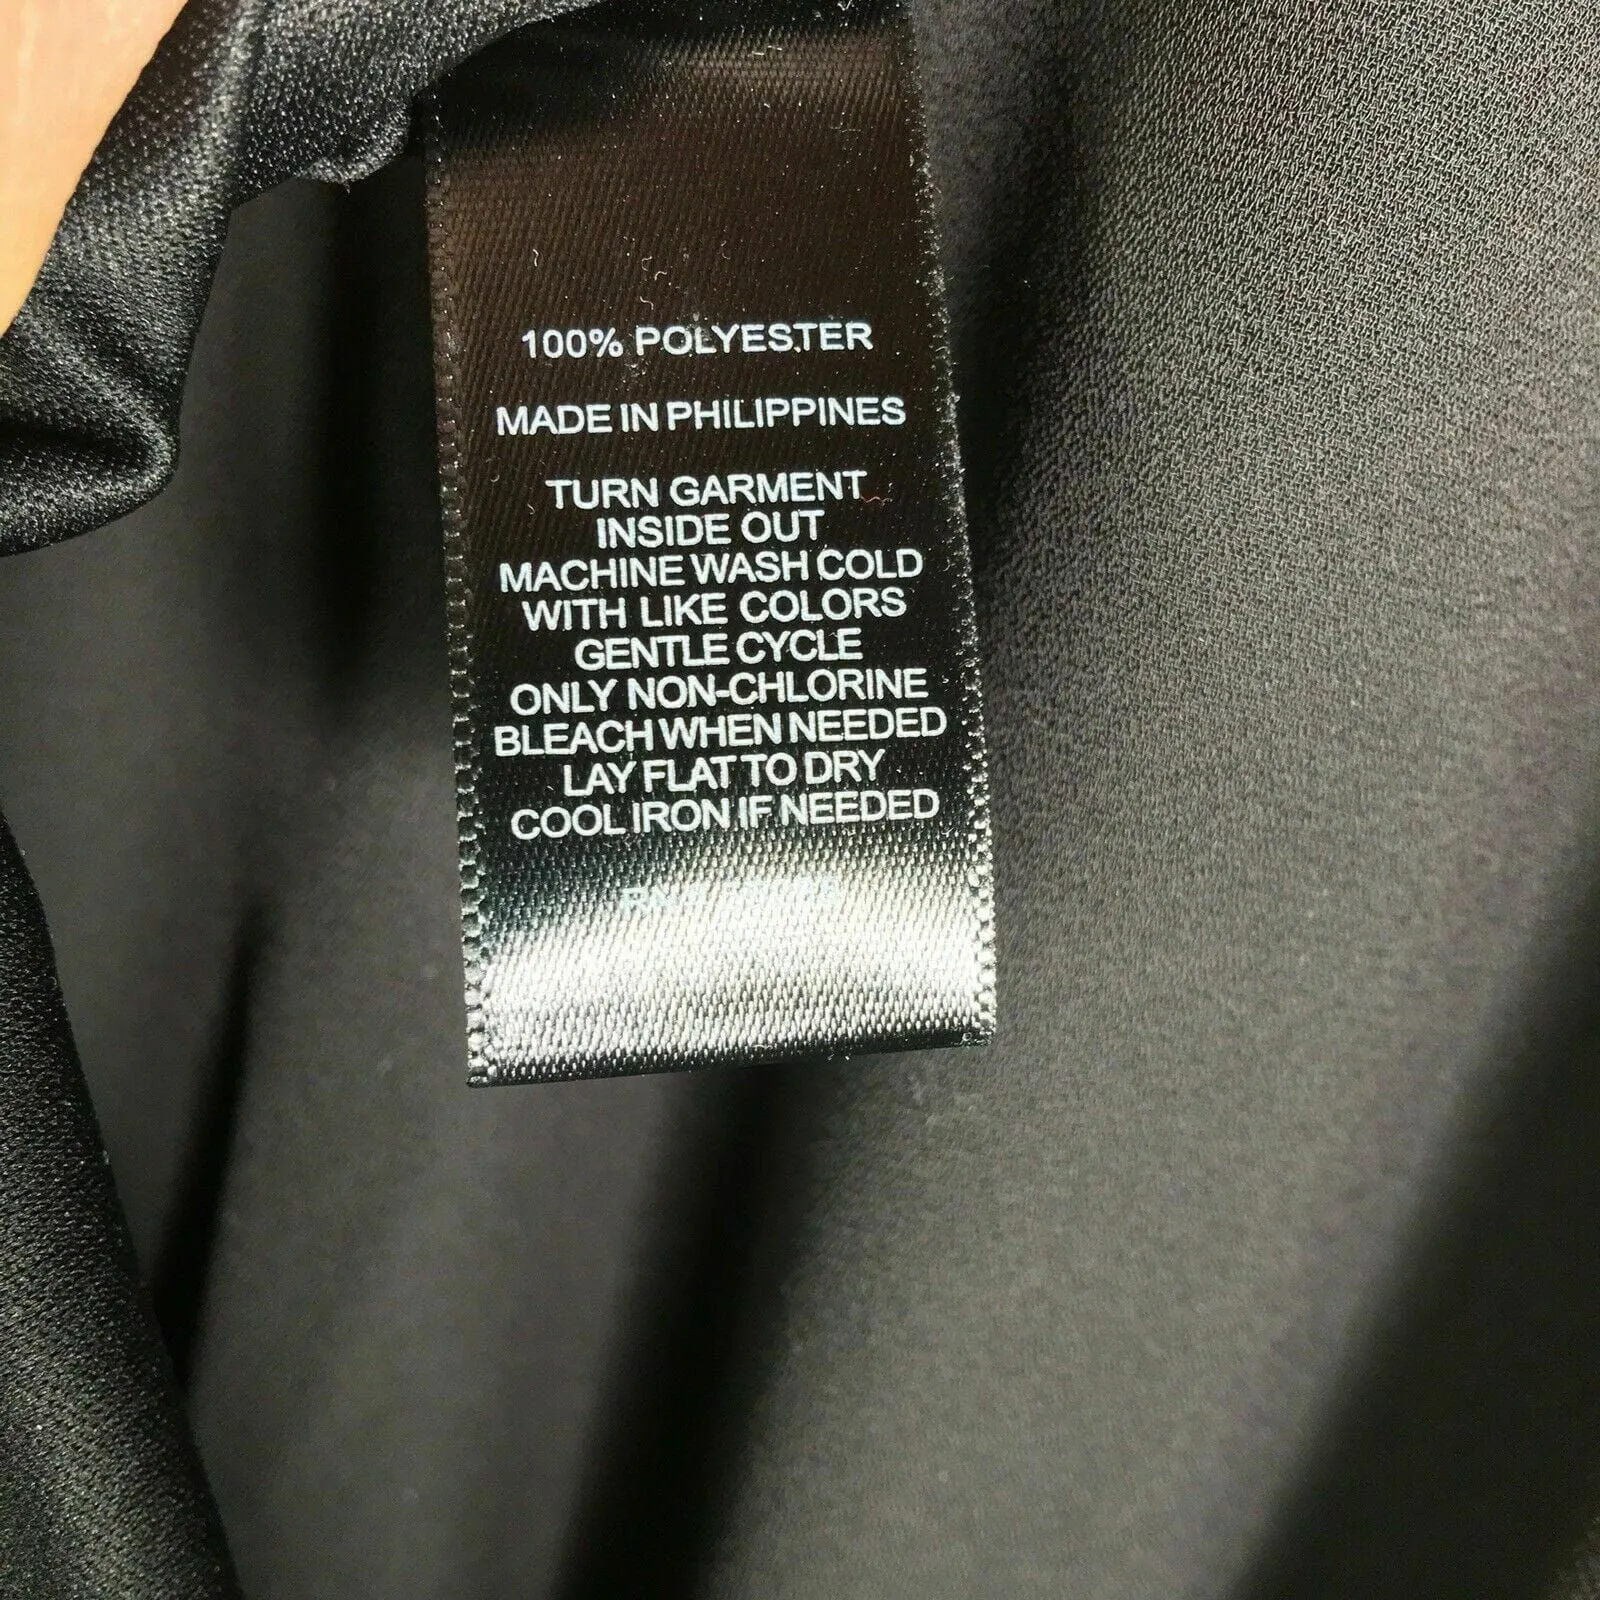 100% POLYESTER
MADE IN PHILIPPINES
TURN GARMENT
INSIDE OUT
MACHINE WASH COLD
WITH LIKE COLORS
GENTLE CYCLE
ONLY NON-CHLORINE
BLEACH WHEN NEEDED
LAY FLAT TO DRY
COOL IRON IF NEEDED